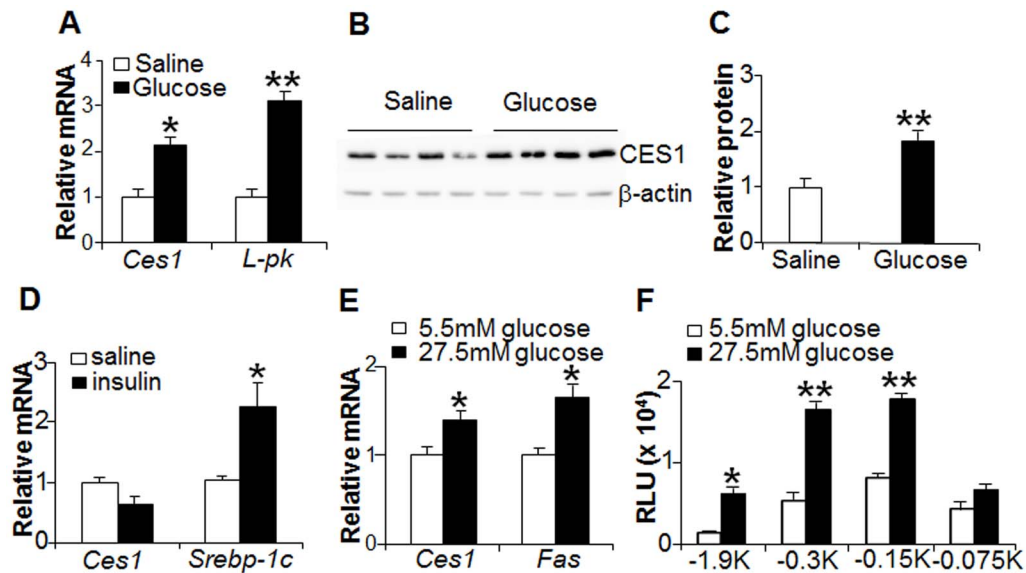 A
Saline
Glucose
Relative mRNA
4
3
2
1
0
*
**
Ces1
L-pk
B
Saline
Glucose
CES1
β-actin
C
Relative protein
3
2
1
0
**
Saline
Glucose
D
saline
insulin
Relative mRNA
3
2
1
0
*
Ces1
Srebp-1c
E
5.5mM glucose
27.5mM glucose
Relative mRNA
2
1
0
*
*
Ces1
Fas
F
5.5mM glucose
27.5mM glucose
RLU (x 10⁴)
2
1
0
*
**
**
-1.9K
-0.3K
-0.15K
-0.075K